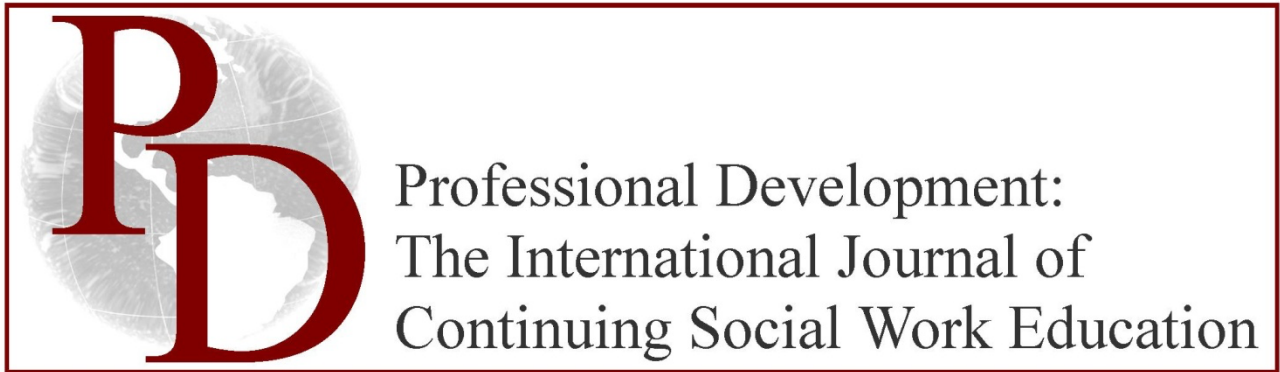 PD
Professional Development:
The International Journal of
Continuing Social Work Education